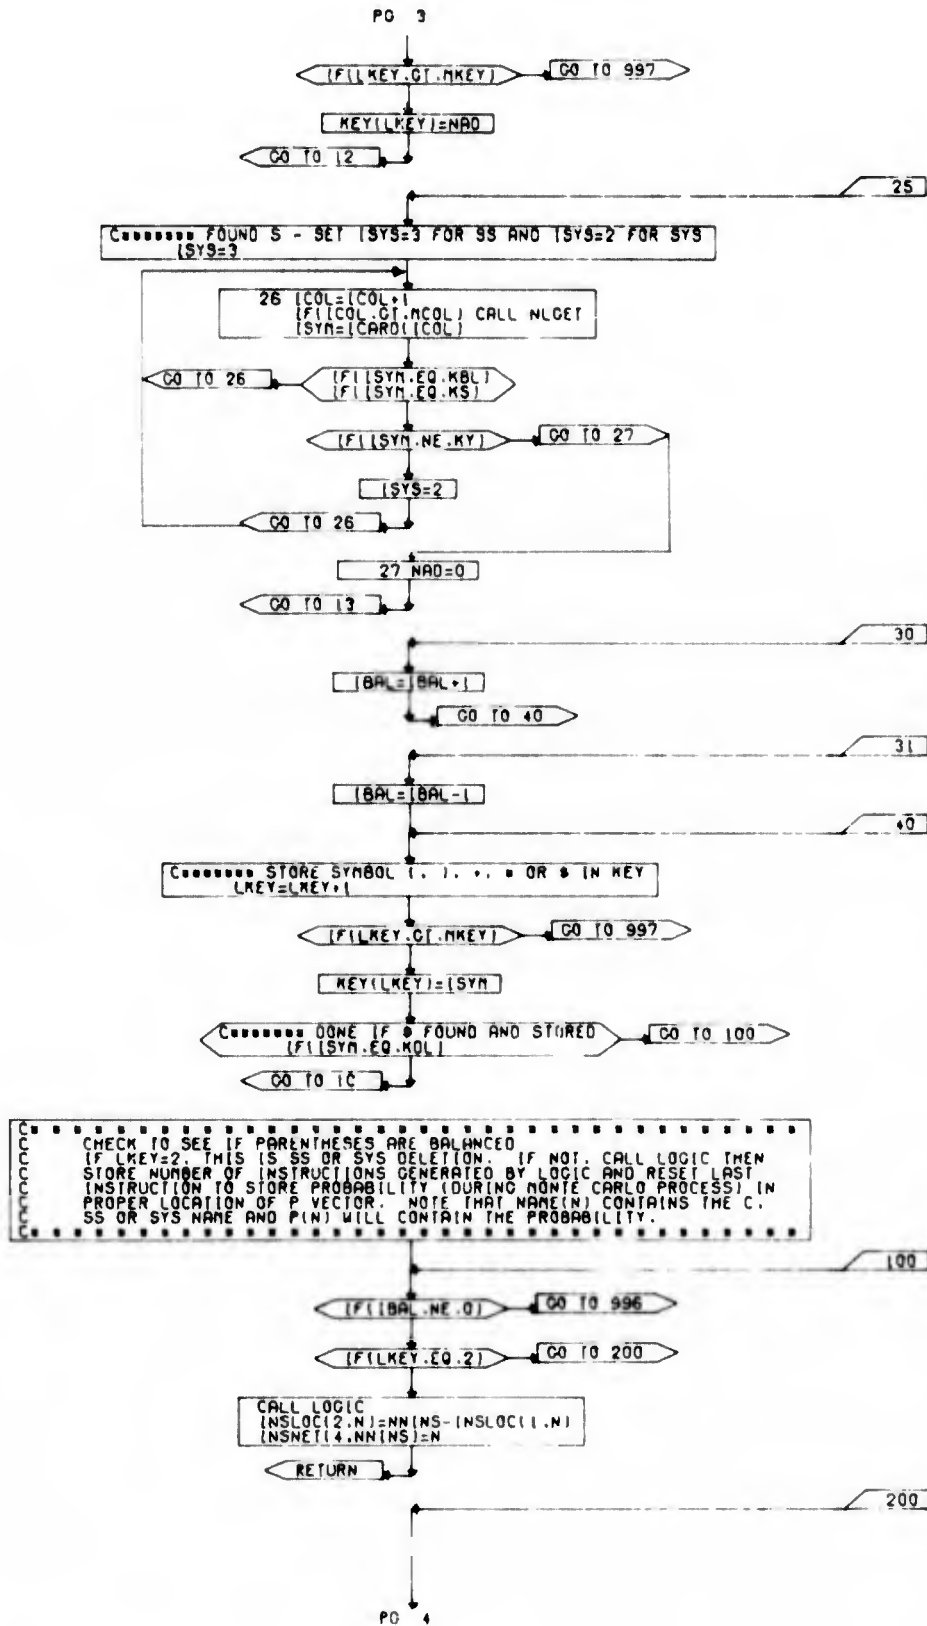 PG 3
IF(LKEY.GT.MKEY)
GO TO 997
KEY(LKEY)=NAD
GO TO 12
25
C******* FOUND S - SET ISYS=3 FOR SS AND ISYS=2 FOR SYS
ISYS=3
26 ICOL=ICOL+1
IF(ICOL.GT.MCOL) CALL NLGET
ISYM=ICARD(ICOL)
GO TO 26
IF(ISYM.EQ.KBL)
IF(ISYM.EQ.KS)
IF(ISYM.NE.KY)
GO TO 27
ISYS=2
GO TO 26
27 NAD=0
GO TO 13
30
IBAL=IBAL+1
GO TO 40
31
IBAL=IBAL-1
40
C******* STORE SYMBOL (, ), +, * OR $ IN KEY
LKEY=LKEY+1
IF(LKEY.GT.MKEY)
GO TO 997
KEY(LKEY)=ISYM
C******* DONE IF $ FOUND AND STORED
IF(ISYM.EQ.KDL)
GO TO 100
GO TO 10
C* * * * * * * * * * * * * * * * * * * * * * * * * * * * * * * * *
C CHECK TO SEE IF PARENTHESES ARE BALANCED
C IF LKEY=2, THIS IS SS OR SYS DELETION. IF NOT, CALL LOGIC THEN
C STORE NUMBER OF INSTRUCTIONS GENERATED BY LOGIC AND RESET LAST
C INSTRUCTION TO STORE PROBABILITY (DURING MONTE CARLO PROCESS) IN
C PROPER LOCATION OF P VECTOR. NOTE THAT NAME(N) CONTAINS THE C,
C SS OR SYS NAME AND P(N) WILL CONTAIN THE PROBABILITY.
C* * * * * * * * * * * * * * * * * * * * * * * * * * * * * * * * *
100
IF(IBAL.NE.0)
GO TO 996
IF(LKEY.EQ.2)
GO TO 200
CALL LOGIC
INSLOC(2,N)=NNINS-INSLOC(1,N)
INSNET(4,NNINS)=N
RETURN
200
PG 4